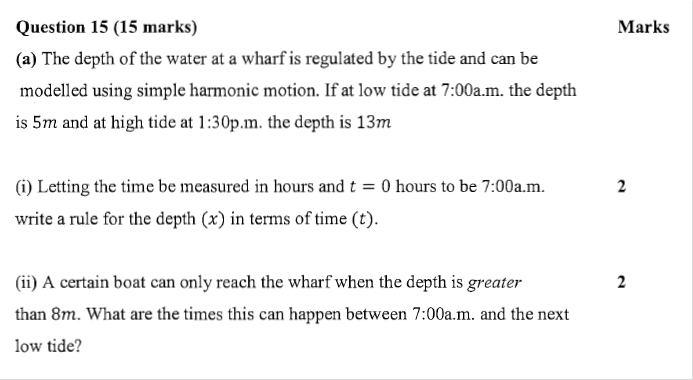 Question 15 (15 marks) Marks
(a) The depth of the water at a wharf is regulated by the tide and can be
modelled using simple harmonic motion. If at low tide at 7:00a.m. the depth
is 5m and at high tide at 1:30p.m. the depth is 13m
(i) Letting the time be measured in hours and t = 0 hours to be 7:00a.m. 2
write a rule for the depth (x) in terms of time (t).
(ii) A certain boat can only reach the wharf when the depth is greater 2
than 8m. What are the times this can happen between 7:00a.m. and the next
low tide?